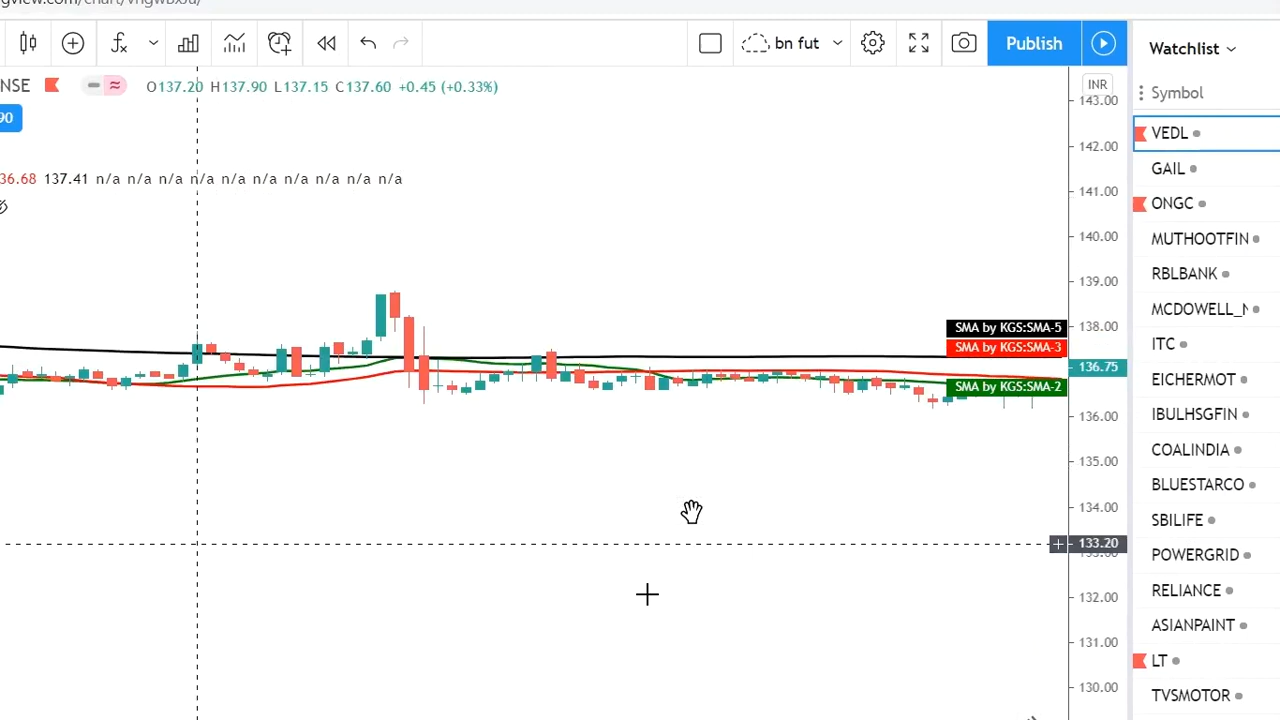 bn fut
Publish
Watchlist
NSE
O137.20 H137.90 L137.15 C137.60 +0.45 (+0.33%)
INR
Symbol
90
36.68 137.41 n/a n/a n/a n/a n/a n/a n/a n/a n/a n/a
143.00
142.00
141.00
140.00
139.00
138.00
136.75
136.00
135.00
134.00
133.20
133.00
132.00
131.00
130.00
SMA by KGS:SMA-5
SMA by KGS:SMA-3
SMA by KGS:SMA-2
VEDL
GAIL
ONGC
MUTHOOTFIN
RBLBANK
MCDOWELL_N
ITC
EICHERMOT
IBULHSGFIN
COALINDIA
BLUESTARCO
SBILIFE
POWERGRID
RELIANCE
ASIANPAINT
LT
TVSMOTOR